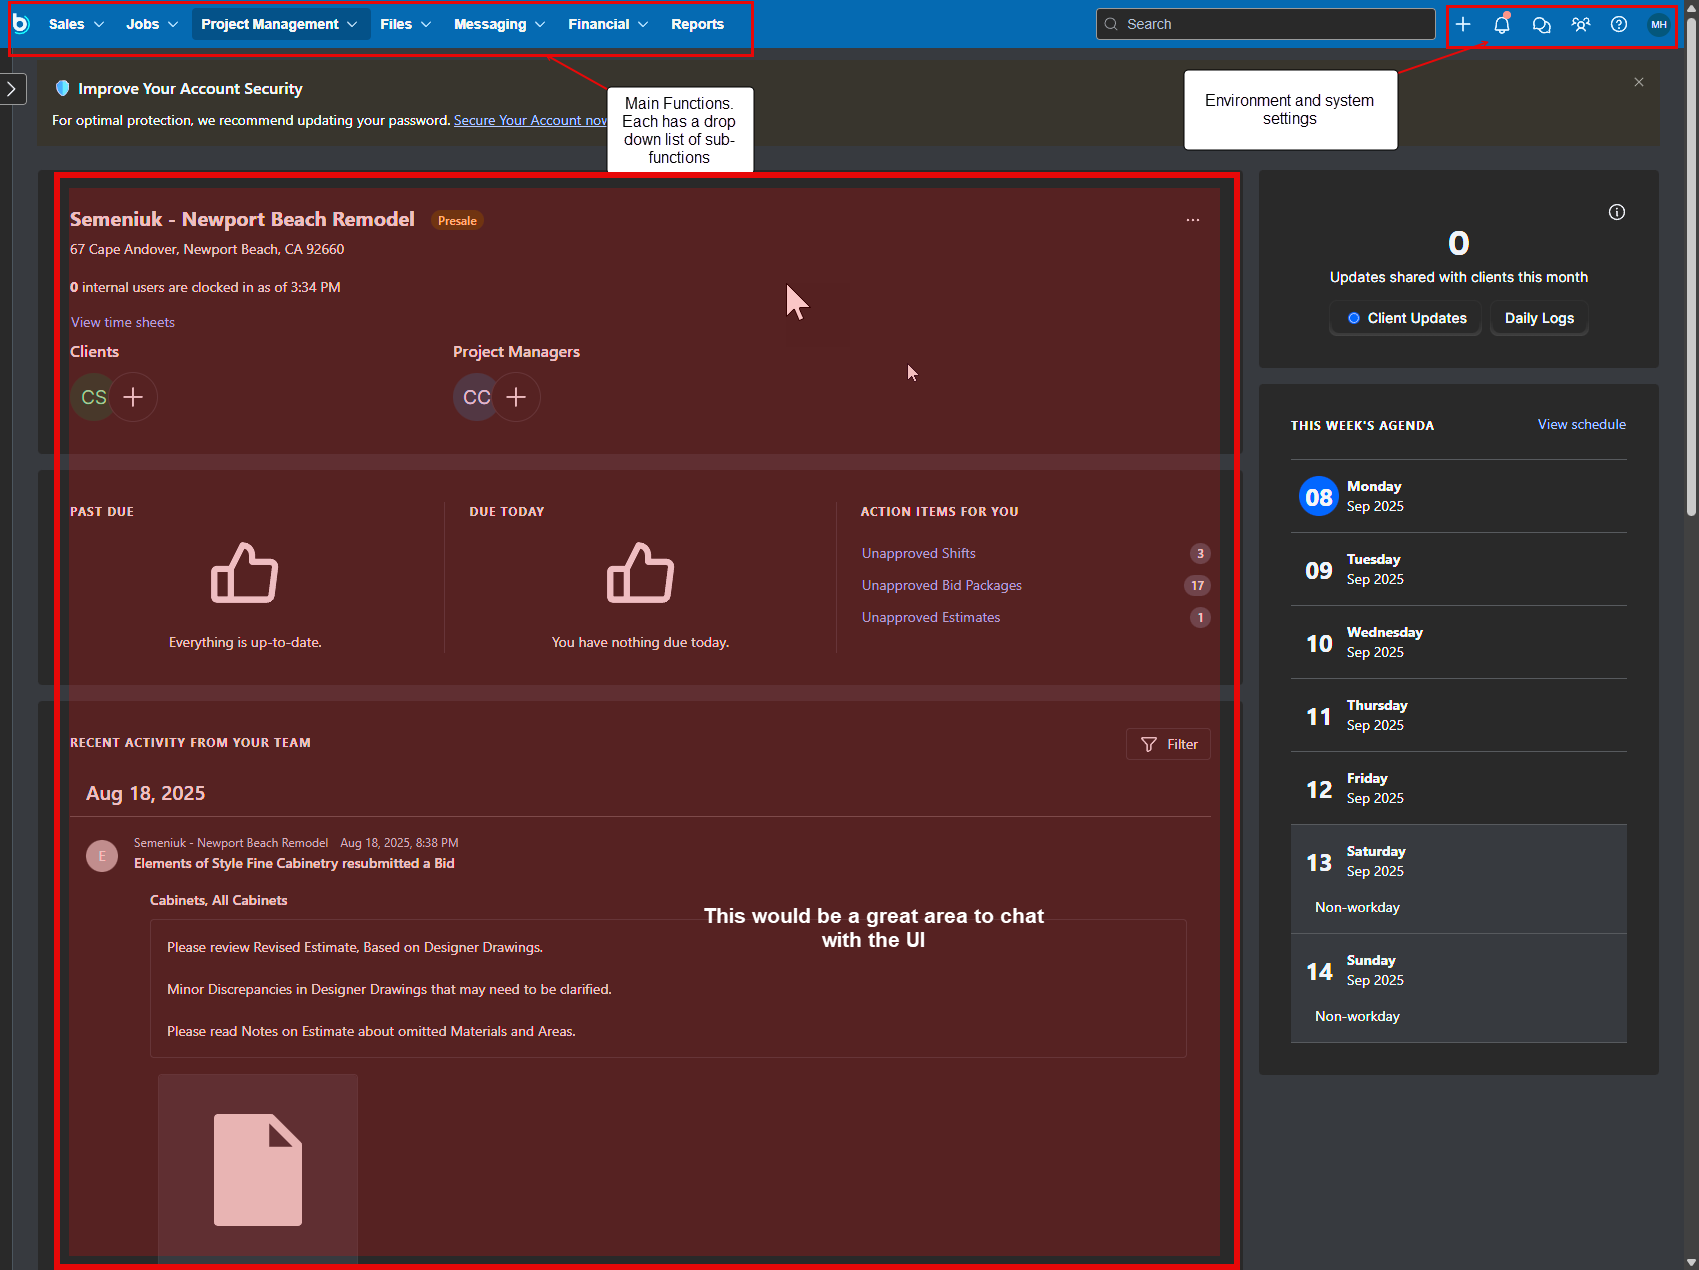 b Sales Jobs Project Management Files Messaging Financial Reports Search MH
Improve Your Account Security
For optimal protection, we recommend updating your password. Secure Your Account now
Main Functions.
Each has a drop
down list of sub-
functions
Environment and system
settings
Semeniuk - Newport Beach Remodel Presale
67 Cape Andover, Newport Beach, CA 92660
0 internal users are clocked in as of 3:34 PM
View time sheets
Clients Project Managers
CS CC
PAST DUE DUE TODAY ACTION ITEMS FOR YOU
Unapproved Shifts 3
Unapproved Bid Packages 17
Unapproved Estimates 1
Everything is up-to-date. You have nothing due today.
RECENT ACTIVITY FROM YOUR TEAM Filter
Aug 18, 2025
E
Semeniuk - Newport Beach Remodel Aug 18, 2025, 8:38 PM
Elements of Style Fine Cabinetry resubmitted a Bid
Cabinets, All Cabinets
Please review Revised Estimate, Based on Designer Drawings.
Minor Discrepancies in Designer Drawings that may need to be clarified.
Please read Notes on Estimate about omitted Materials and Areas.
This would be a great area to chat
with the UI
0
Updates shared with clients this month
Client Updates Daily Logs
THIS WEEK'S AGENDA View schedule
08 Monday
Sep 2025
09 Tuesday
Sep 2025
10 Wednesday
Sep 2025
11 Thursday
Sep 2025
12 Friday
Sep 2025
13 Saturday
Sep 2025
Non-workday
14 Sunday
Sep 2025
Non-workday